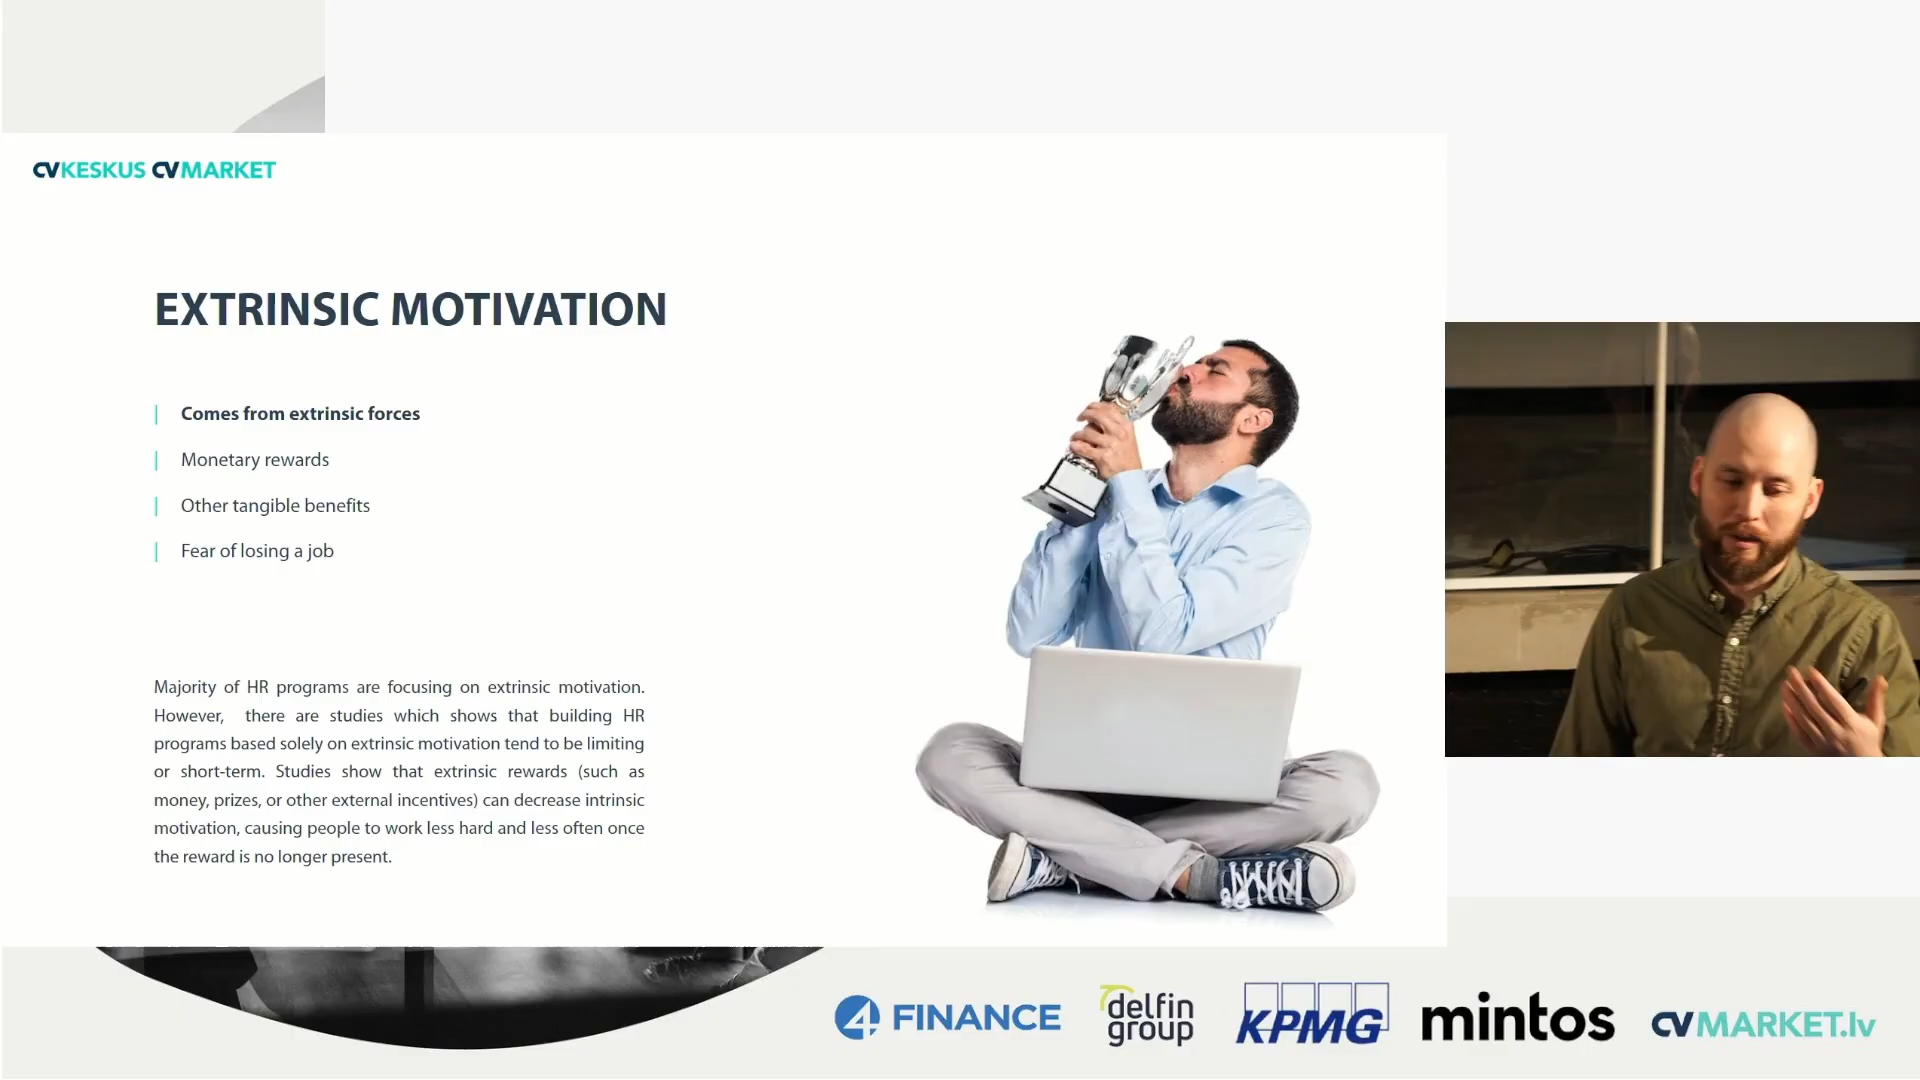 CVKESKUS CVMARKET
EXTRINSIC MOTIVATION
Comes from extrinsic forces
Monetary rewards
Other tangible benefits
Fear of losing a job
Majority of HR programs are focusing on extrinsic motivation.
However, there are studies which shows that building HR
programs based solely on extrinsic motivation tend to be limiting
or short-term. Studies show that extrinsic rewards (such as
money, prizes, or other external incentives) can decrease intrinsic
motivation, causing people to work less hard and less often once
the reward is no longer present.
4 FINANCE
delfin
group
KPMG
mintos
CVMARKET.lv